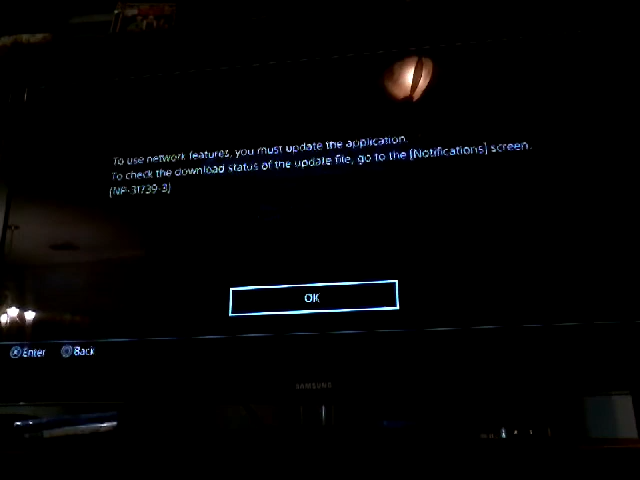 To use network features, you must update the application.
To check the download status of the update file, go to the [Notifications] screen.
(NP-31739-3)
OK
Enter Back
SAMSUNG